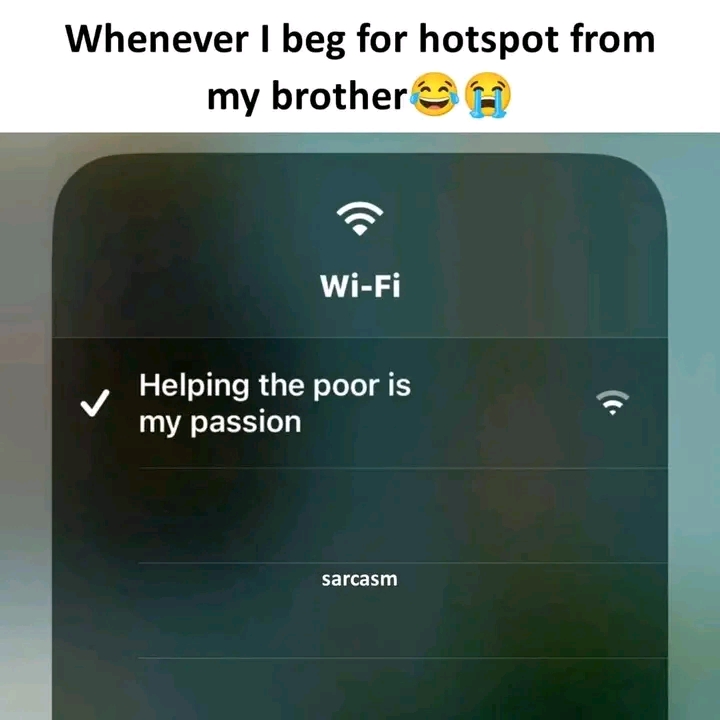 Whenever I beg for hotspot from
my brother😂😭
Wi-Fi
Helping the poor is
my passion
sarcasm